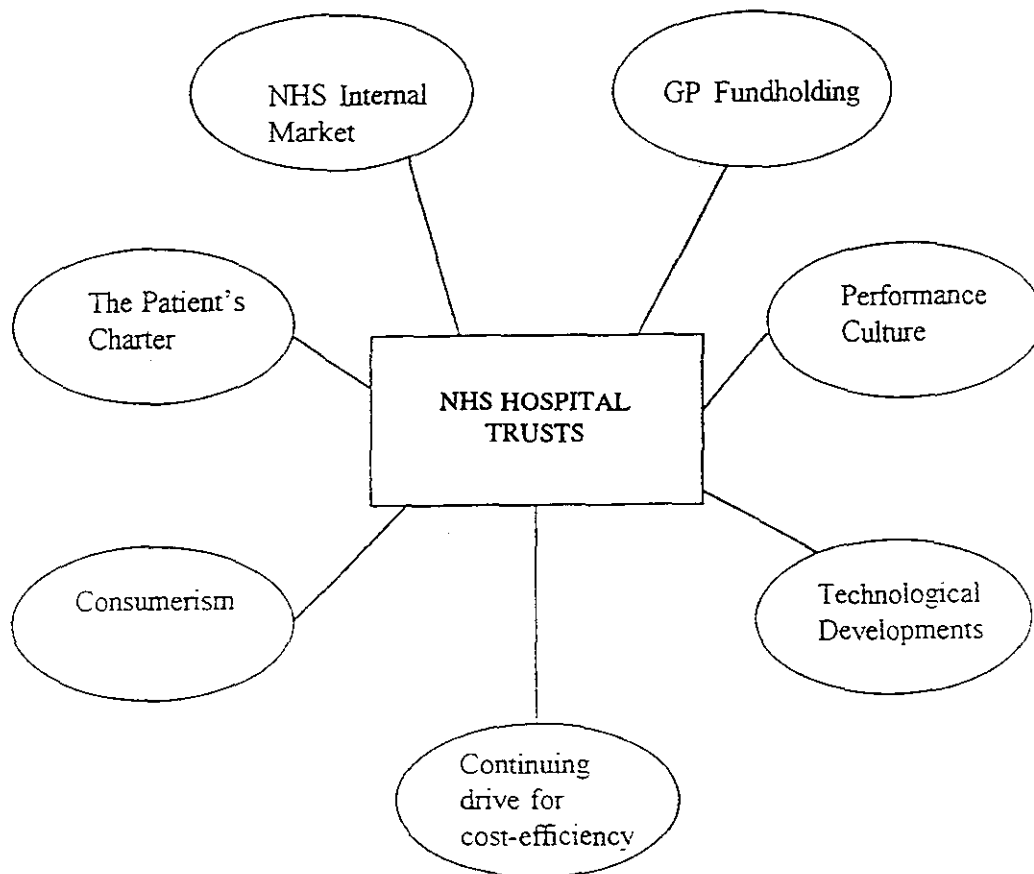 NHS Internal
Market
GP Fundholding
The Patient's
Charter
Performance
Culture
NHS HOSPITAL
TRUSTS
Consumerism
Technological
Developments
Continuing
drive for
cost-efficiency